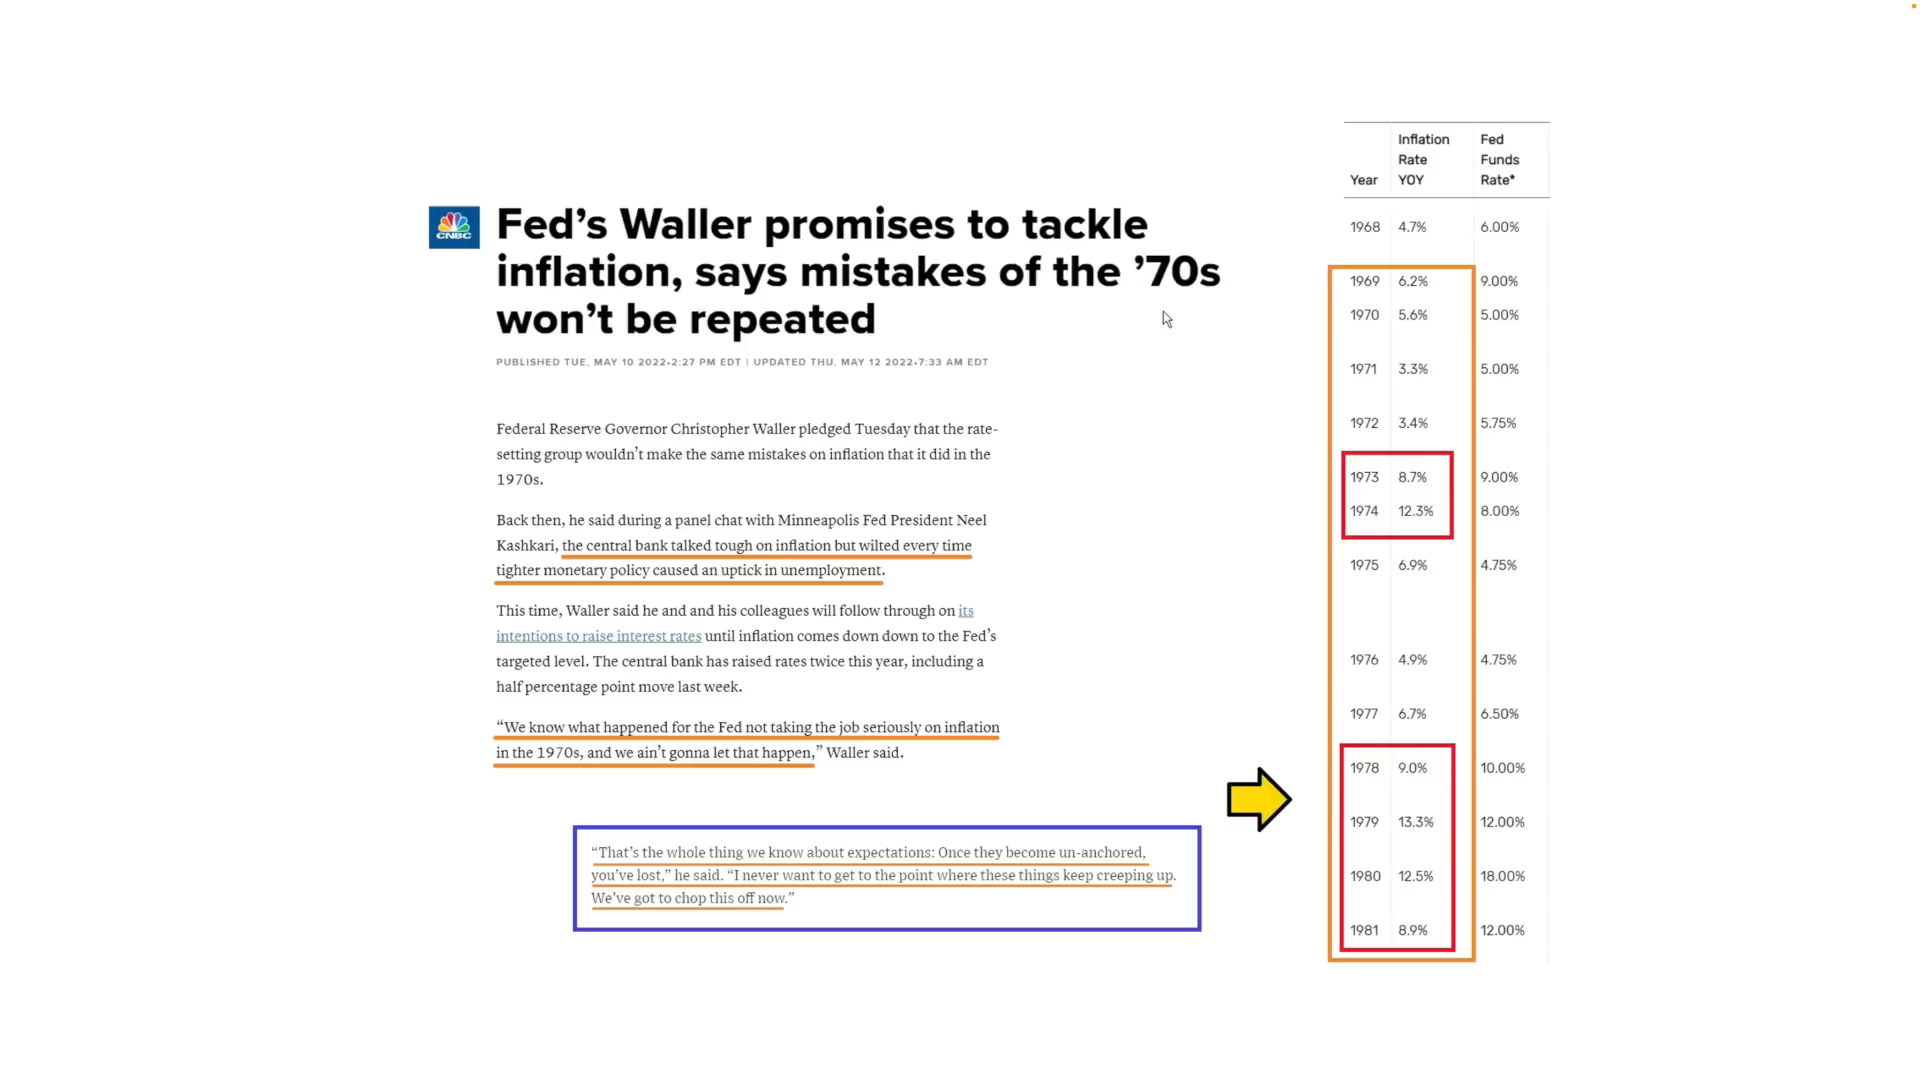 CNBC
Fed’s Waller promises to tackle
inflation, says mistakes of the ’70s
won’t be repeated
PUBLISHED TUE, MAY 10 2022•2:27 PM EDT | UPDATED THU, MAY 12 2022•7:33 AM EDT
Federal Reserve Governor Christopher Waller pledged Tuesday that the rate-
setting group wouldn’t make the same mistakes on inflation that it did in the
1970s.
Back then, he said during a panel chat with Minneapolis Fed President Neel
Kashkari, the central bank talked tough on inflation but wilted every time
tighter monetary policy caused an uptick in unemployment.
This time, Waller said he and and his colleagues will follow through on its
intentions to raise interest rates until inflation comes down down to the Fed’s
targeted level. The central bank has raised rates twice this year, including a
half percentage point move last week.
“We know what happened for the Fed not taking the job seriously on inflation
in the 1970s, and we ain’t gonna let that happen,” Waller said.
“That’s the whole thing we know about expectations: Once they become un-anchored,
you’ve lost,” he said. “I never want to get to the point where these things keep creeping up.
We’ve got to chop this off now.”
Inflation Fed
Rate Funds
Year YOY Rate*
1968 4.7% 6.00%
1969 6.2% 9.00%
1970 5.6% 5.00%
1971 3.3% 5.00%
1972 3.4% 5.75%
1973 8.7% 9.00%
1974 12.3% 8.00%
1975 6.9% 4.75%
1976 4.9% 4.75%
1977 6.7% 6.50%
1978 9.0% 10.00%
1979 13.3% 12.00%
1980 12.5% 18.00%
1981 8.9% 12.00%